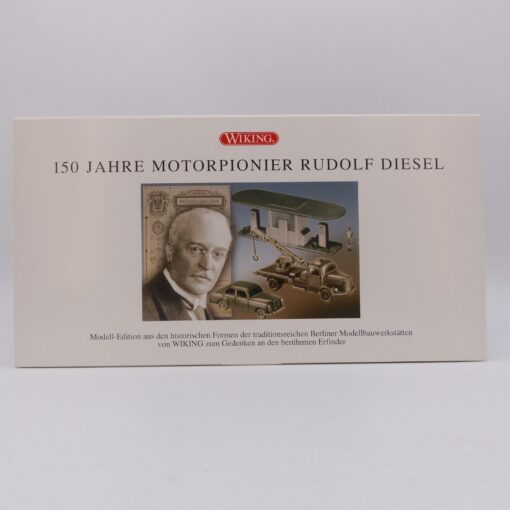 WIKING
150 JAHRE MOTORPIONIER RUDOLF DIESEL
Modell-Edition aus den historischen Formen der traditionsreichen Berliner Modellbauwerkstätten
von WIKING zum Gedenken an den berühmten Erfinder